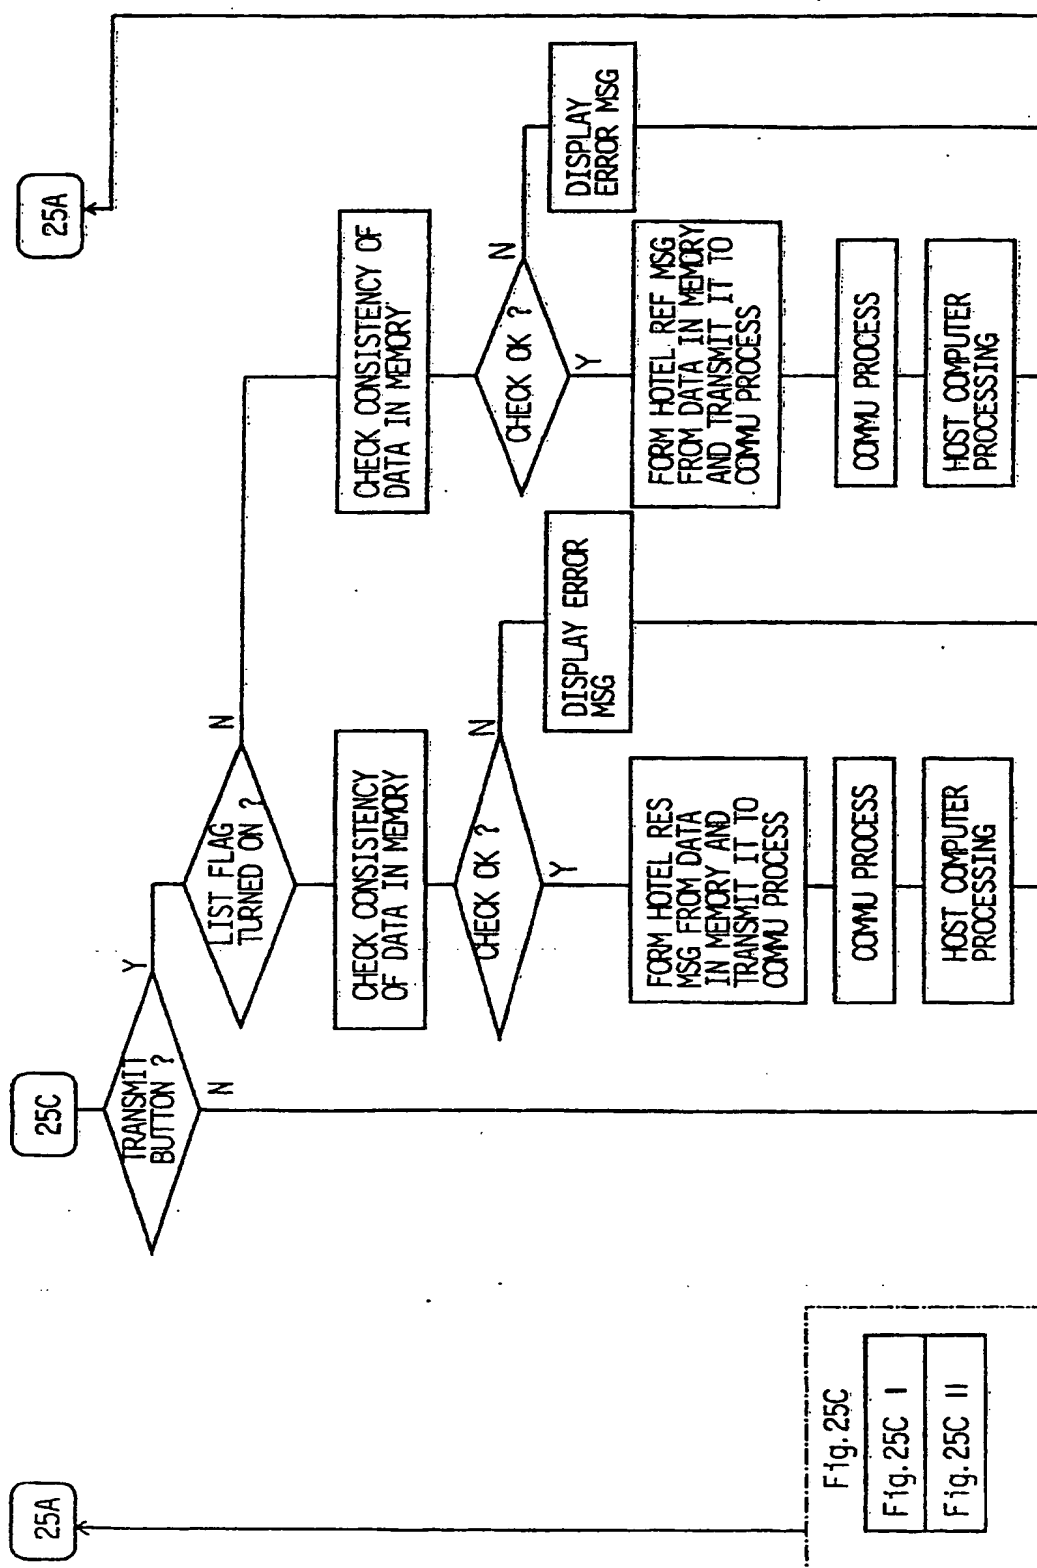 25A
25C
25A
TRANSMIT
BUTTON ?
Y
N
LIST FLAG
TURNED ON ?
N
CHECK CONSISTENCY
OF DATA IN MEMORY
CHECK OK ?
N
Y
DISPLAY ERROR
MSG
FORM HOTEL RES
MSG FROM DATA
IN MEMORY AND
TRANSMIT IT TO
COMMU PROCESS
COMMU PROCESS
HOST COMPUTER
PROCESSING
CHECK CONSISTENCY OF
DATA IN MEMORY
CHECK OK ?
N
Y
DISPLAY
ERROR MSG
FORM HOTEL REF MSG
FROM DATA IN MEMORY
AND TRANSMIT IT TO
COMMU PROCESS
COMMU PROCESS
HOST COMPUTER
PROCESSING
Fig.25C
Fig.25C I
Fig.25C II